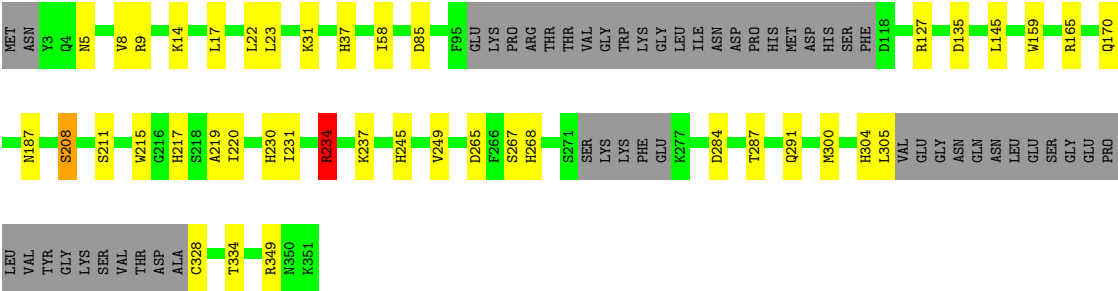 MET ASN Y3 Q4 N5 V8 R9 K14 L17 L22 L23 K31 H37 I58 D85 F95 GLU LYS PRO ARG THR THR VAL GLY TRP LYS GLY LEU ILE ASN ASP PRO HIS MET ASP HIS SER PHE D118 R127 D135 L145 W159 R165 Q170
N187 S208 S211 W215 G216 H217 S218 A219 I220 H230 I231 R234 K237 H245 V249 D265 F266 S267 H268 S271 SER LYS LYS PHE GLU K277 D284 T287 Q291 M300 H304 L305 VAL GLU GLY ASN GLN ASN LEU GLU SER GLY GLU PRO
LEU VAL TYR GLY LYS SER VAL THR ASP ALA C328 T334 R349 N350 K351